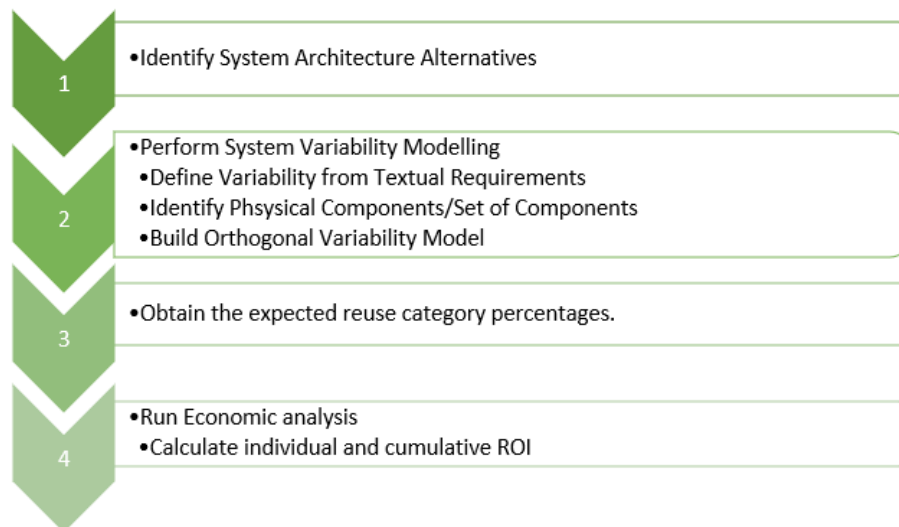 1
•Identify System Architecture Alternatives
2
•Perform System Variability Modelling
•Define Variability from Textual Requirements
•Identify Phsysical Components/Set of Components
•Build Orthogonal Variability Model
3
•Obtain the expected reuse category percentages.
4
•Run Economic analysis
•Calculate individual and cumulative ROI